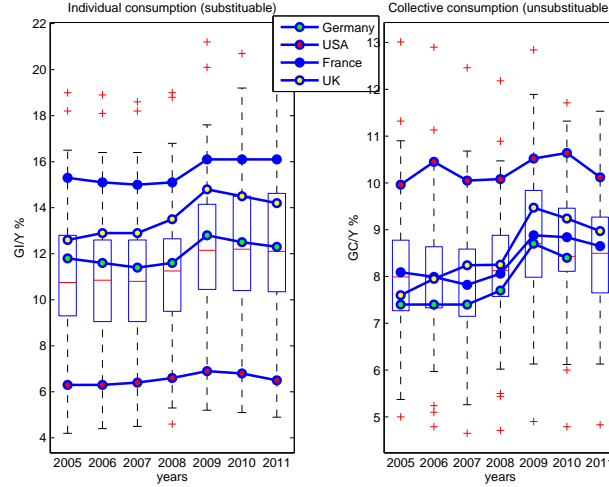 Individual consumption (substituable)
Collective consumption (unsubstituable)
Germany
USA
France
UK
GI/Y %
22
20
18
16
14
12
10
8
6
4
2005 2006 2007 2008 2009 2010 2011
years
GC/Y %
13
12
11
10
9
8
7
6
5
2005 2006 2007 2008 2009 2010 2011
years